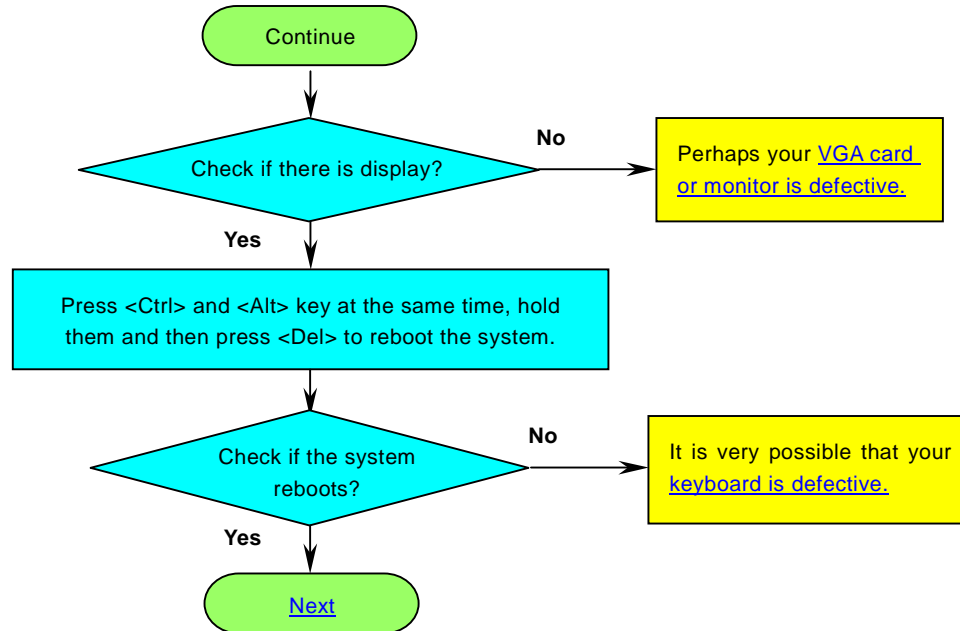 Continue
Check if there is display?
No
Perhaps your VGA card
or monitor is defective.
Yes
Press <Ctrl> and <Alt> key at the same time, hold
them and then press <Del> to reboot the system.
Check if the system
reboots?
No
It is very possible that your
keyboard is defective.
Yes
Next